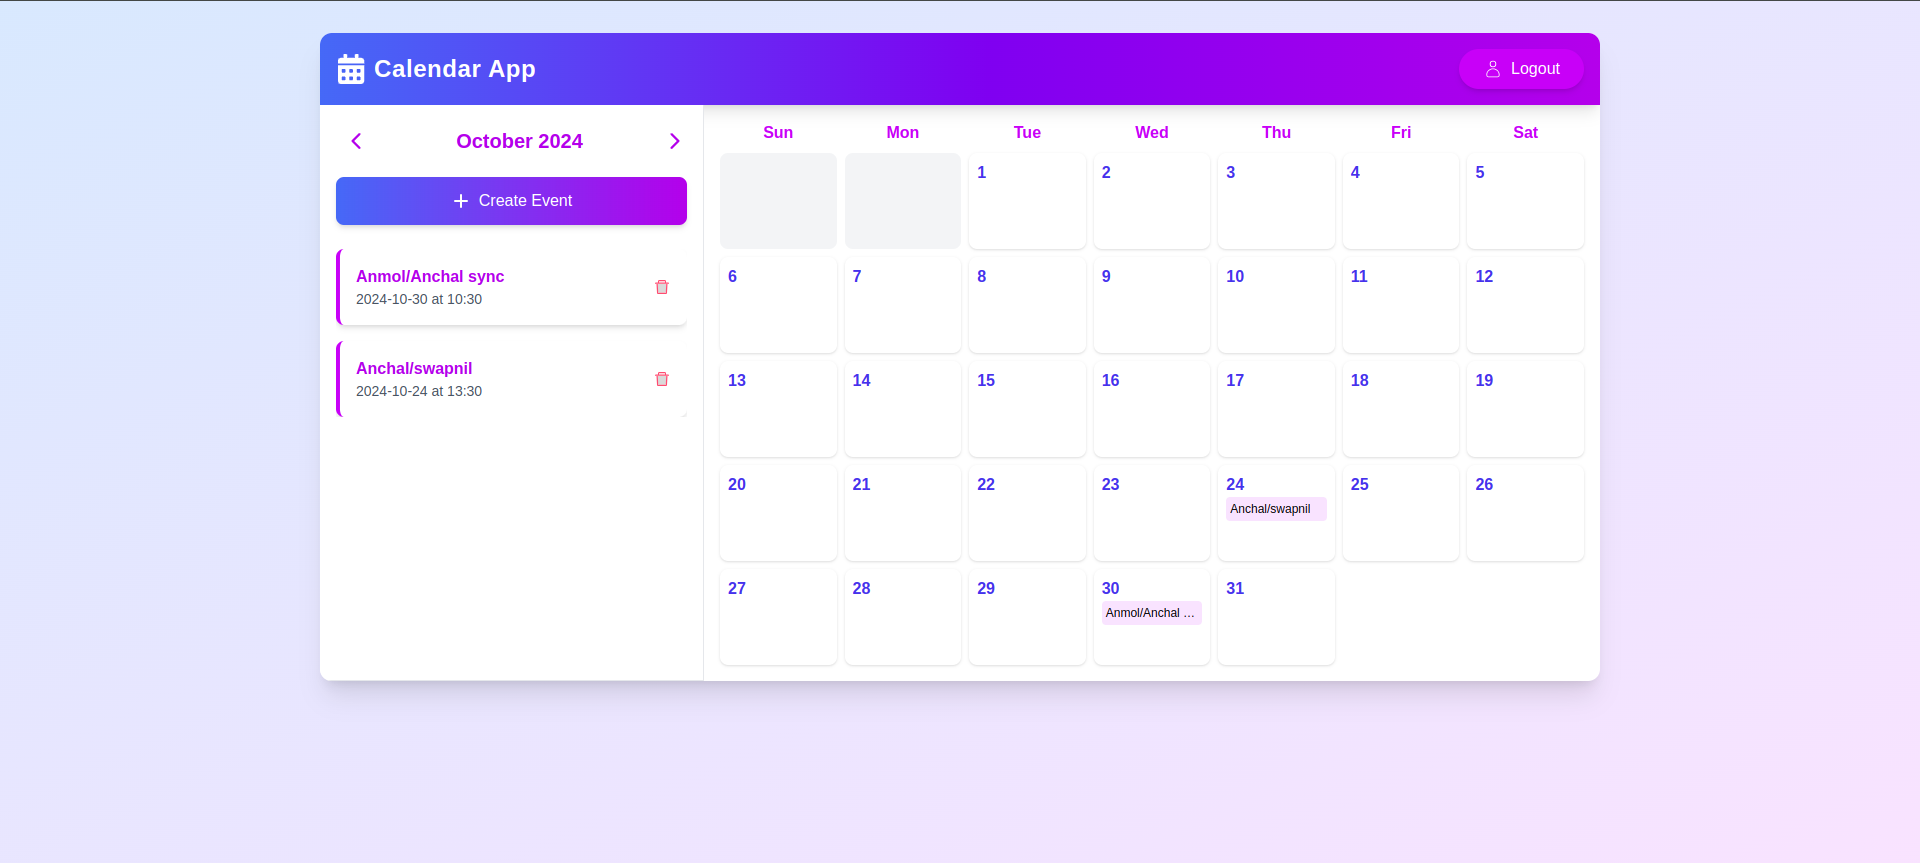 Calendar App
Logout
October 2024
Create Event
Anmol/Anchal sync
2024-10-30 at 10:30
Anchal/swapnil
2024-10-24 at 13:30
Sun Mon Tue Wed Thu Fri Sat
1 2 3 4 5
6 7 8 9 10 11 12
13 14 15 16 17 18 19
20 21 22 23 24 25 26
Anchal/swapnil
27 28 29 30 31
Anmol/Anchal ...